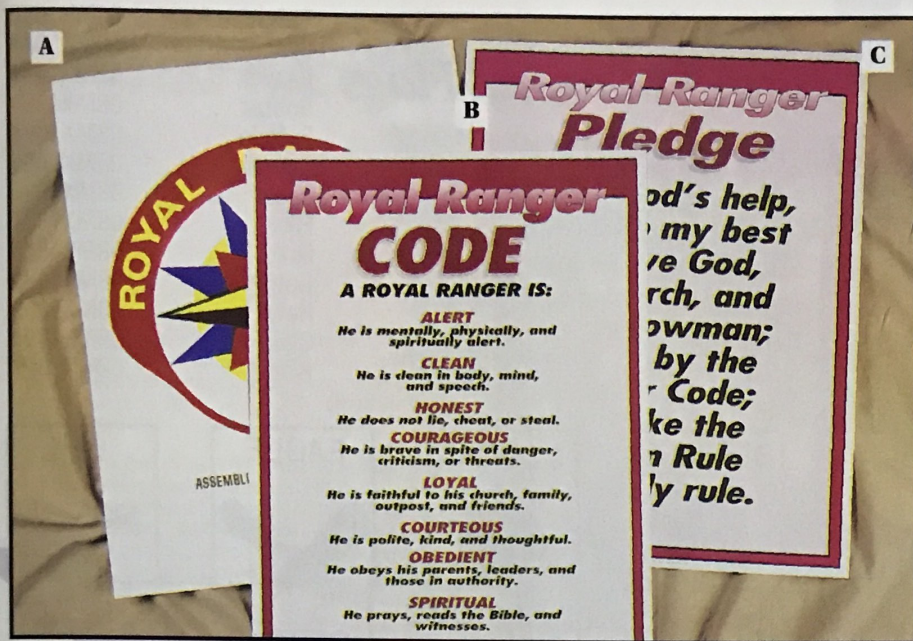 A
B
C
ROYAL
ASSEMBLI
Royal Ranger
CODE
A ROYAL RANGER IS:
ALERT
He is mentally, physically, and
spiritually alert.
CLEAN
He is clean in body, mind,
and speech.
HONEST
He does not lie, cheat, or steal.
COURAGEOUS
He is brave in spite of danger,
criticism, or threats.
LOYAL
He is faithful to his church, family,
outpost, and friends.
COURTEOUS
He is polite, kind, and thoughtful.
OBEDIENT
He obeys his parents, leaders, and
those in authority.
SPIRITUAL
He prays, reads the Bible, and
witnesses.
Royal Ranger
Pledge
od's help,
my best
ve God,
rch, and
owman;
by the
r Code;
ke the
n Rule
ly rule.